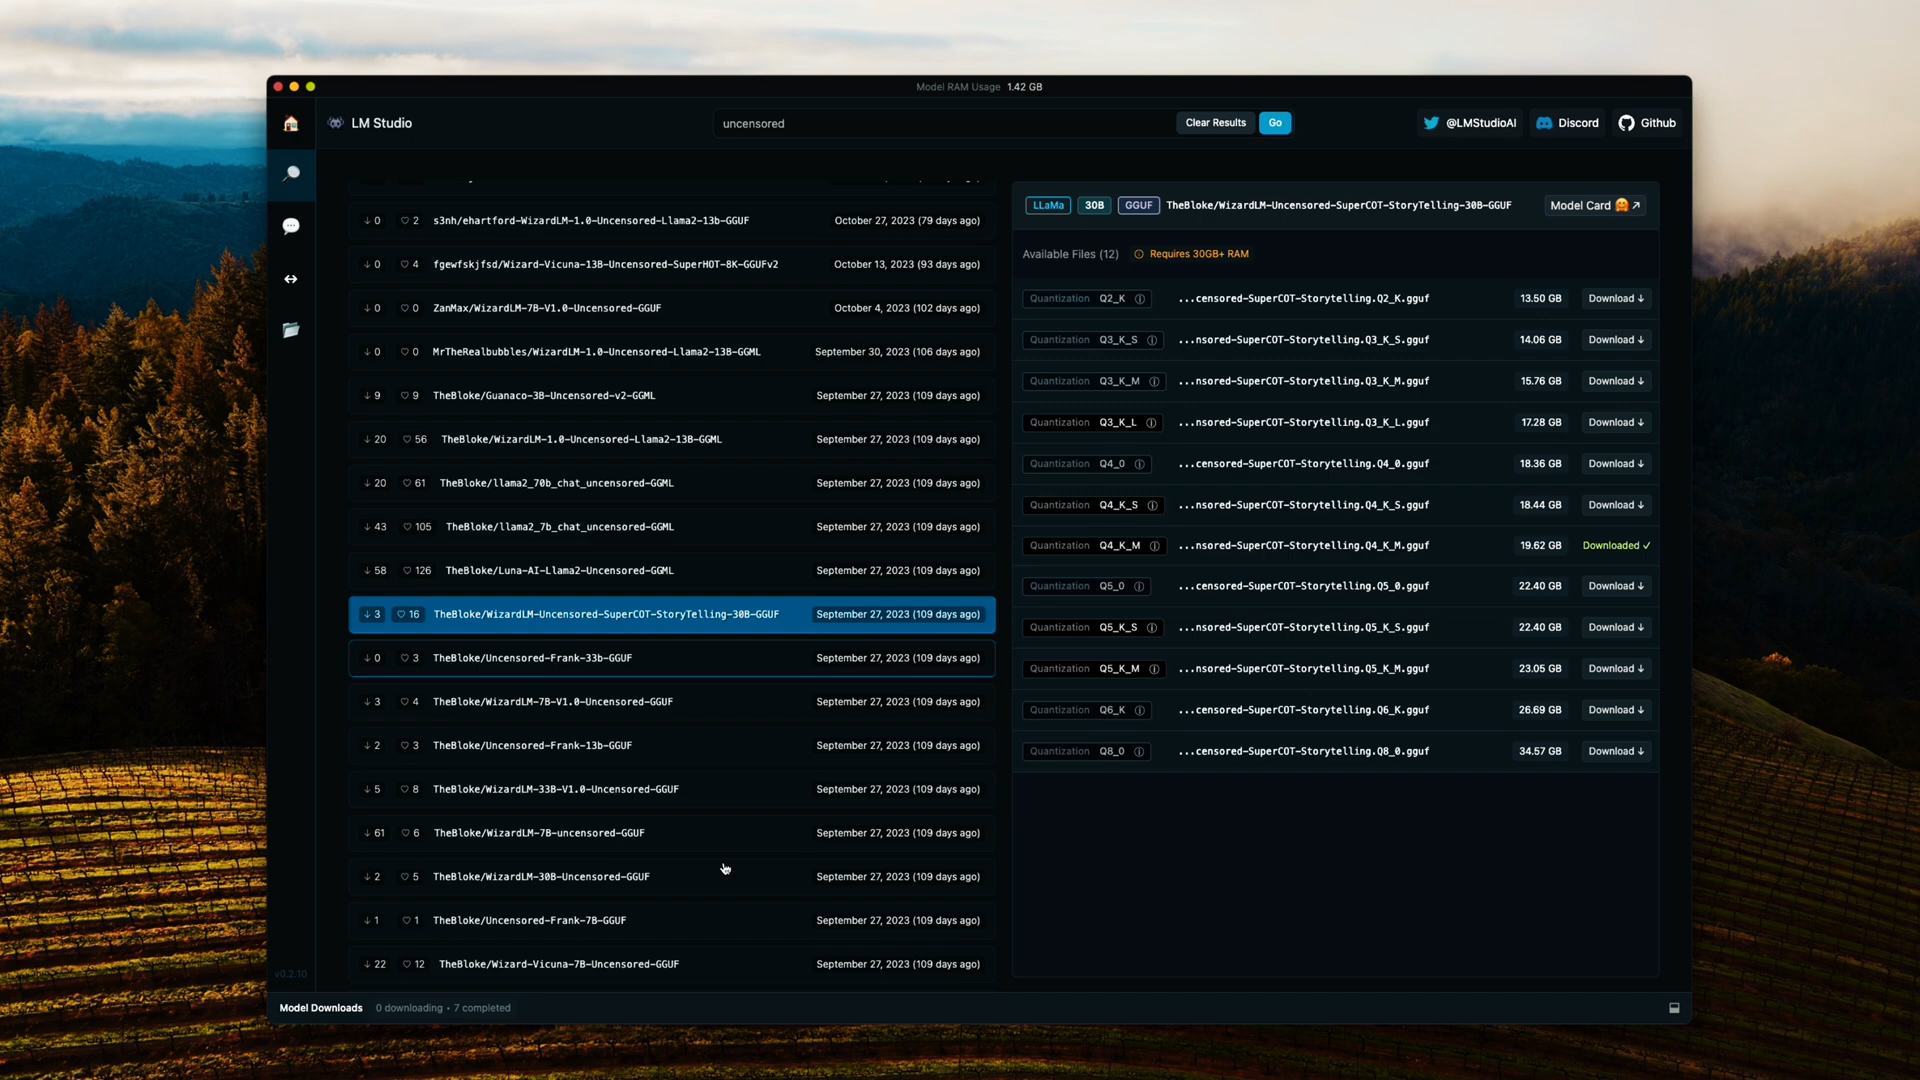 Model RAM Usage 1.42 GB
LM Studio
uncensored
Clear Results Go
@LMStudioAI Discord Github
↓ 0 ♡ 2 s3nh/ehartford-WizardLM-1.0-Uncensored-Llama2-13b-GGUF October 27, 2023 (79 days ago)
↓ 0 ♡ 4 fgewfskjfsd/Wizard-Vicuna-13B-Uncensored-SuperHOT-8K-GGUFv2 October 13, 2023 (93 days ago)
↓ 0 ♡ 0 ZanMax/WizardLM-7B-V1.0-Uncensored-GGUF October 4, 2023 (102 days ago)
↓ 0 ♡ 0 MrTheRealbubbles/WizardLM-1.0-Uncensored-Llama2-13B-GGML September 30, 2023 (106 days ago)
↓ 9 ♡ 9 TheBloke/Guanaco-3B-Uncensored-v2-GGML September 27, 2023 (109 days ago)
↓ 20 ♡ 56 TheBloke/WizardLM-1.0-Uncensored-Llama2-13B-GGML September 27, 2023 (109 days ago)
↓ 20 ♡ 61 TheBloke/llama2_70b_chat_uncensored-GGML September 27, 2023 (109 days ago)
↓ 43 ♡ 105 TheBloke/llama2_7b_chat_uncensored-GGML September 27, 2023 (109 days ago)
↓ 58 ♡ 126 TheBloke/Luna-AI-Llama2-Uncensored-GGML September 27, 2023 (109 days ago)
↓ 3 ♡ 16 TheBloke/WizardLM-Uncensored-SuperCOT-StoryTelling-30B-GGUF September 27, 2023 (109 days ago)
↓ 0 ♡ 3 TheBloke/Uncensored-Frank-33b-GGUF September 27, 2023 (109 days ago)
↓ 3 ♡ 4 TheBloke/WizardLM-7B-V1.0-Uncensored-GGUF September 27, 2023 (109 days ago)
↓ 2 ♡ 3 TheBloke/Uncensored-Frank-13b-GGUF September 27, 2023 (109 days ago)
↓ 5 ♡ 8 TheBloke/WizardLM-33B-V1.0-Uncensored-GGUF September 27, 2023 (109 days ago)
↓ 61 ♡ 6 TheBloke/WizardLM-7B-uncensored-GGUF September 27, 2023 (109 days ago)
↓ 2 ♡ 5 TheBloke/WizardLM-30B-Uncensored-GGUF September 27, 2023 (109 days ago)
↓ 1 ♡ 1 TheBloke/Uncensored-Frank-7B-GGUF September 27, 2023 (109 days ago)
↓ 22 ♡ 12 TheBloke/Wizard-Vicuna-7B-Uncensored-GGUF September 27, 2023 (109 days ago)
LLaMa 30B GGUF TheBloke/WizardLM-Uncensored-SuperCOT-StoryTelling-30B-GGUF Model Card 🤗 ↗
Available Files (12) Requires 30GB+ RAM
Quantization Q2_K ...censored-SuperCOT-Storytelling.Q2_K.gguf 13.50 GB Download ↓
Quantization Q3_K_S ...nsored-SuperCOT-Storytelling.Q3_K_S.gguf 14.06 GB Download ↓
Quantization Q3_K_M ...nsored-SuperCOT-Storytelling.Q3_K_M.gguf 15.76 GB Download ↓
Quantization Q3_K_L ...nsored-SuperCOT-Storytelling.Q3_K_L.gguf 17.28 GB Download ↓
Quantization Q4_0 ...censored-SuperCOT-Storytelling.Q4_0.gguf 18.36 GB Download ↓
Quantization Q4_K_S ...nsored-SuperCOT-Storytelling.Q4_K_S.gguf 18.44 GB Download ↓
Quantization Q4_K_M ...nsored-SuperCOT-Storytelling.Q4_K_M.gguf 19.62 GB Downloaded ✓
Quantization Q5_0 ...censored-SuperCOT-Storytelling.Q5_0.gguf 22.40 GB Download ↓
Quantization Q5_K_S ...nsored-SuperCOT-Storytelling.Q5_K_S.gguf 22.40 GB Download ↓
Quantization Q5_K_M ...nsored-SuperCOT-Storytelling.Q5_K_M.gguf 23.05 GB Download ↓
Quantization Q6_K ...censored-SuperCOT-Storytelling.Q6_K.gguf 26.69 GB Download ↓
Quantization Q8_0 ...censored-SuperCOT-Storytelling.Q8_0.gguf 34.57 GB Download ↓
v0.2.10
Model Downloads 0 downloading • 7 completed